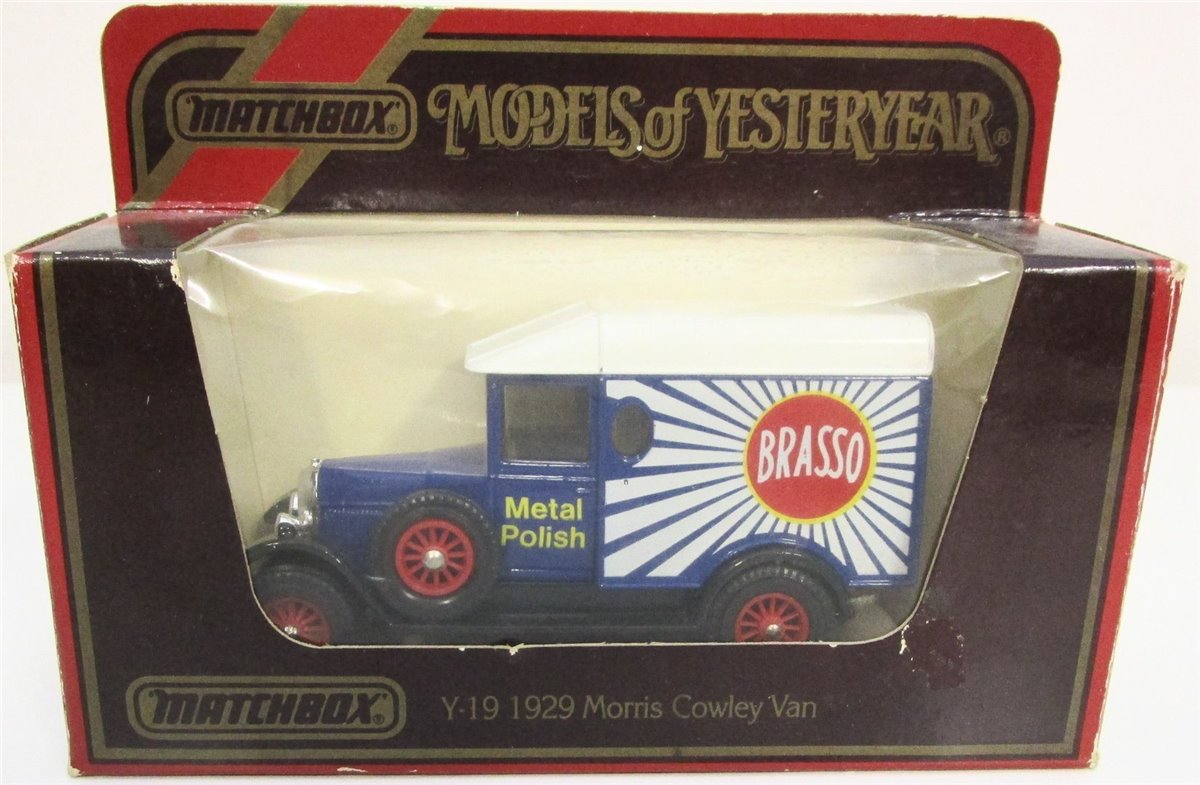 MATCHBOX®
MODELS of YESTERYEAR®
BRASSO
Metal
Polish
MATCHBOX®
Y-19 1929 Morris Cowley Van